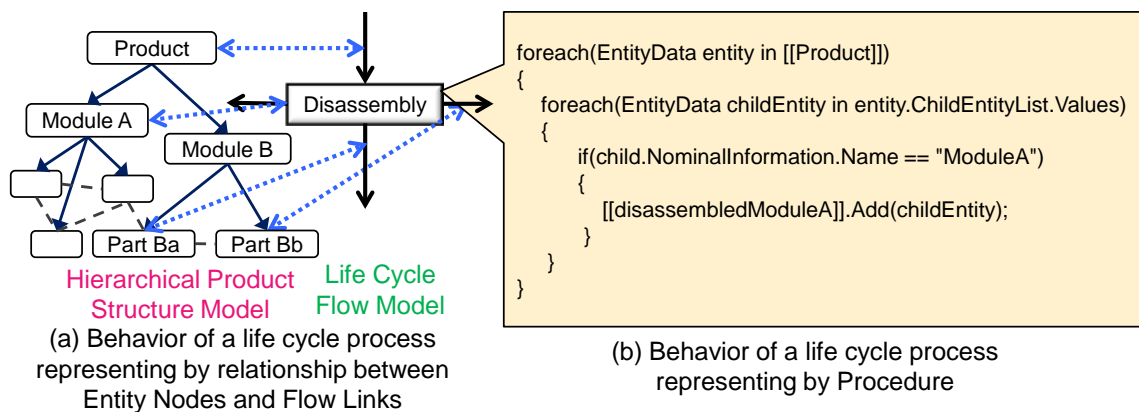 Product
Disassembly
Module A
Module B
Part Ba
Part Bb
Hierarchical Product
Structure Model
Life Cycle
Flow Model
(a) Behavior of a life cycle process
representing by relationship between
Entity Nodes and Flow Links
foreach(EntityData entity in [[Product]])
{
foreach(EntityData childEntity in entity.ChildEntityList.Values)
{
if(child.NominalInformation.Name == "ModuleA")
{
[[disassembledModuleA]].Add(childEntity);
}
}
}
(b) Behavior of a life cycle process
representing by Procedure